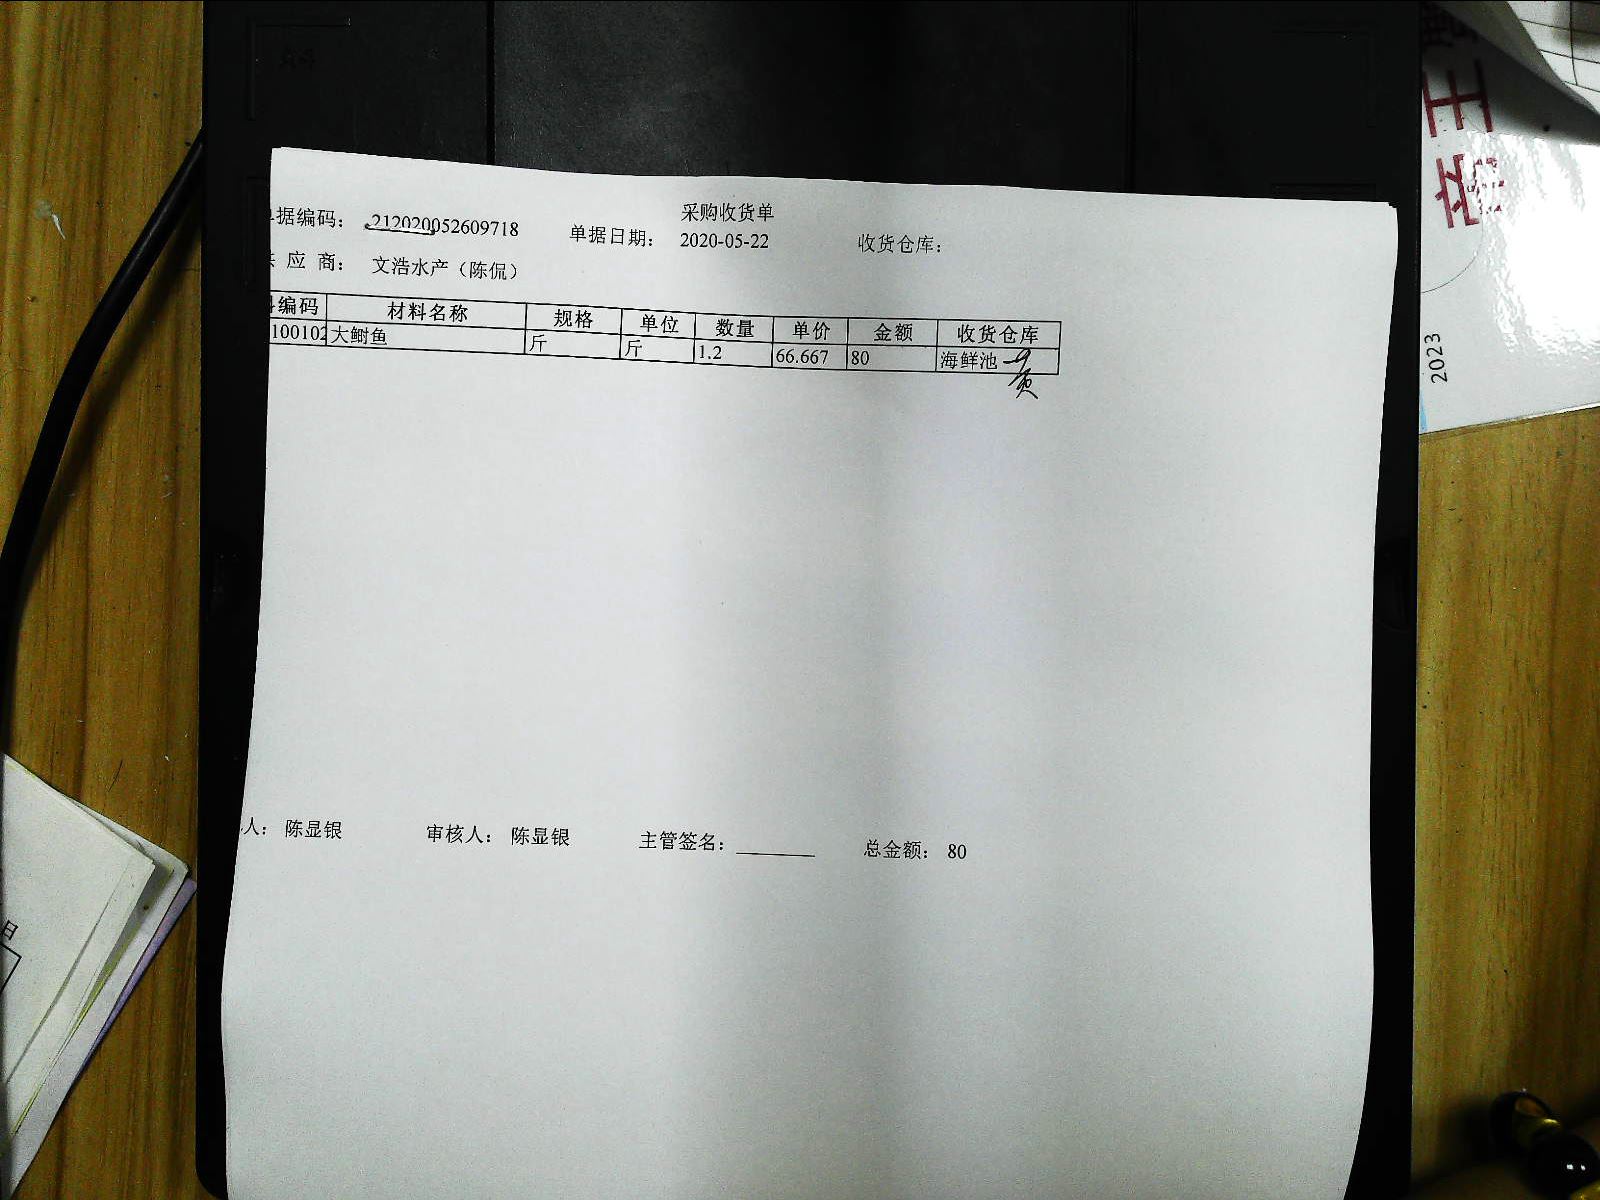 采购收货单
单据编码： 212020052609718 单据日期： 2020-05-22 收货仓库：
应 商： 文浩水产（陈侃）
编码 材料名称 规格 单位 数量 单价 金额 收货仓库
100102 大鲥鱼 斤 斤 1.2 66.667 80 海鲜池
人： 陈显银 审核人： 陈显银 主管签名： 总金额： 80
2023
日